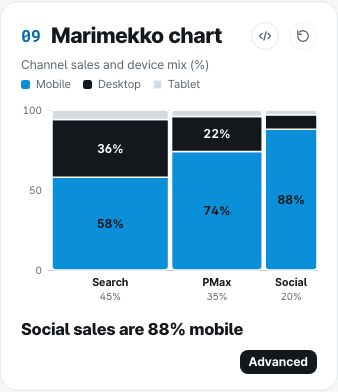 09 Marimekko chart
</>
Channel sales and device mix (%)
Mobile Desktop Tablet
100
36%
22%
50
58%
74%
88%
0
Search PMax Social
45% 35% 20%
Social sales are 88% mobile
Advanced